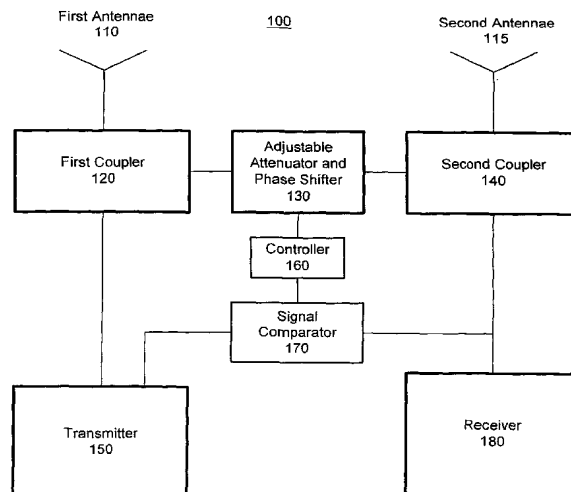 First Antennae
110
100
Second Antennae
115
First Coupler
120
Adjustable
Attenuator and
Phase Shifter
130
Second Coupler
140
Controller
160
Signal
Comparator
170
Transmitter
150
Receiver
180